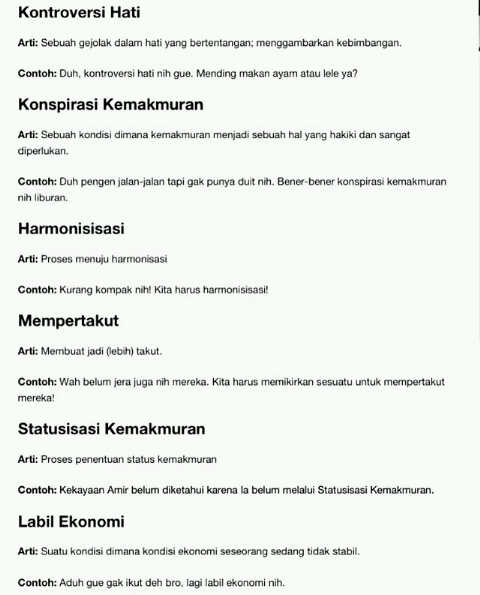 Kontroversi Hati
Arti: Sebuah gejolak dalam hati yang bertentangan; menggambarkan kebimbangan.
Contoh: Duh, kontroversi hati nih gue. Mending makan ayam atau lele ya?
Konspirasi Kemakmuran
Arti: Sebuah kondisi dimana kemakmuran menjadi sebuah hal yang hakiki dan sangat
diperlukan.
Contoh: Duh pengen jalan-jalan tapi gak punya duit nih. Bener-bener konspirasi kemakmuran
nih liburan.
Harmonisisasi
Arti: Proses menuju harmonisasi
Contoh: Kurang kompak nih! Kita harus harmonisisasi!
Mempertakut
Arti: Membuat jadi (lebih) takut.
Contoh: Wah belum jera juga nih mereka. Kita harus memikirkan sesuatu untuk mempertakut
mereka!
Statusisasi Kemakmuran
Arti: Proses penentuan status kemakmuran
Contoh: Kekayaan Amir belum diketahui karena Ia belum melalui Statusisasi Kemakmuran.
Labil Ekonomi
Arti: Suatu kondisi dimana kondisi ekonomi seseorang sedang tidak stabil.
Contoh: Aduh gue gak ikut deh bro, lagi labil ekonomi nih.